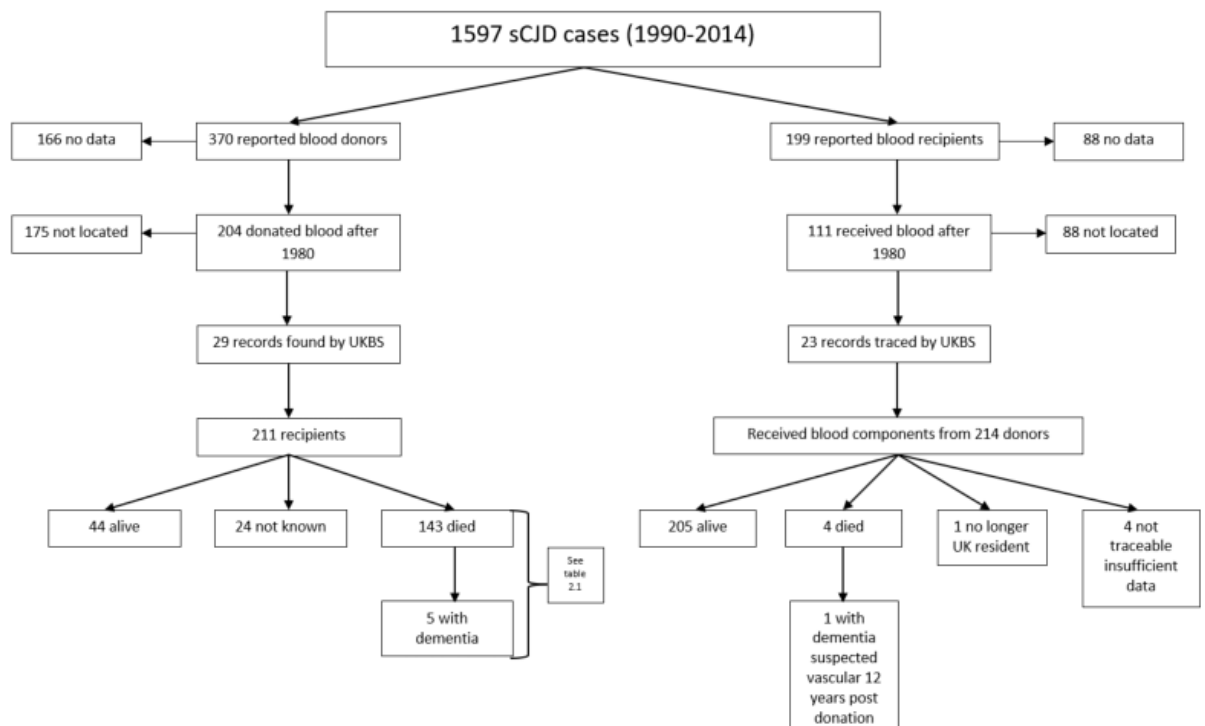 1597 sCJD cases (1990-2014)
166 no data
370 reported blood donors
199 reported blood recipients
88 no data
175 not located
204 donated blood after
1980
111 received blood after
1980
88 not located
29 records found by UKBS
23 records traced by UKBS
211 recipients
Received blood components from 214 donors
44 alive
24 not known
143 died
See
table
2.1
205 alive
4 died
1 no longer
UK resident
4 not
traceable
insufficient
data
5 with
dementia
1 with
dementia
suspected
vascular 12
years post
donation